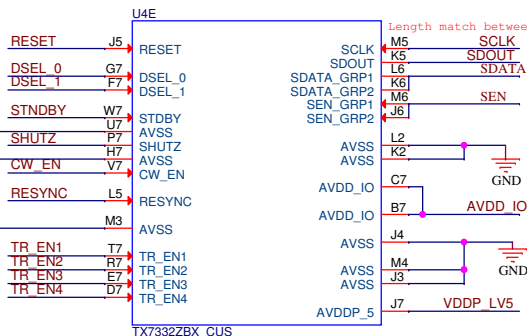 U4E
Length match betwee
RESET J5 RESET SCLK M5 SCLK
SDOUT K5 SDOUT
DSEL_0 G7 DSEL_0 SDATA_GRP1 L6 SDATA
DSEL_1 F7 DSEL_1 SDATA_GRP2 K6
SEN_GRP1 M6 SEN
STNDBY W7 STDBY SEN_GRP2 J6
U7 AVSS
SHUTZ P7 SHUTZ AVSS L2
H7 AVSS AVSS K2
CW_EN V7 CW_EN GND
AVDD_IO C7
RESYNC L5 RESYNC
AVDD_IO B7 AVDD_IO
M3 AVSS
AVSS J4
TR_EN1 T7 TR_EN1
TR_EN2 R7 TR_EN2 AVSS M4 GND
TR_EN3 E7 TR_EN3 AVSS J3
TR_EN4 D7 TR_EN4
AVDDP_5 J7 VDDP_LV5
TX7332ZBX_CUS